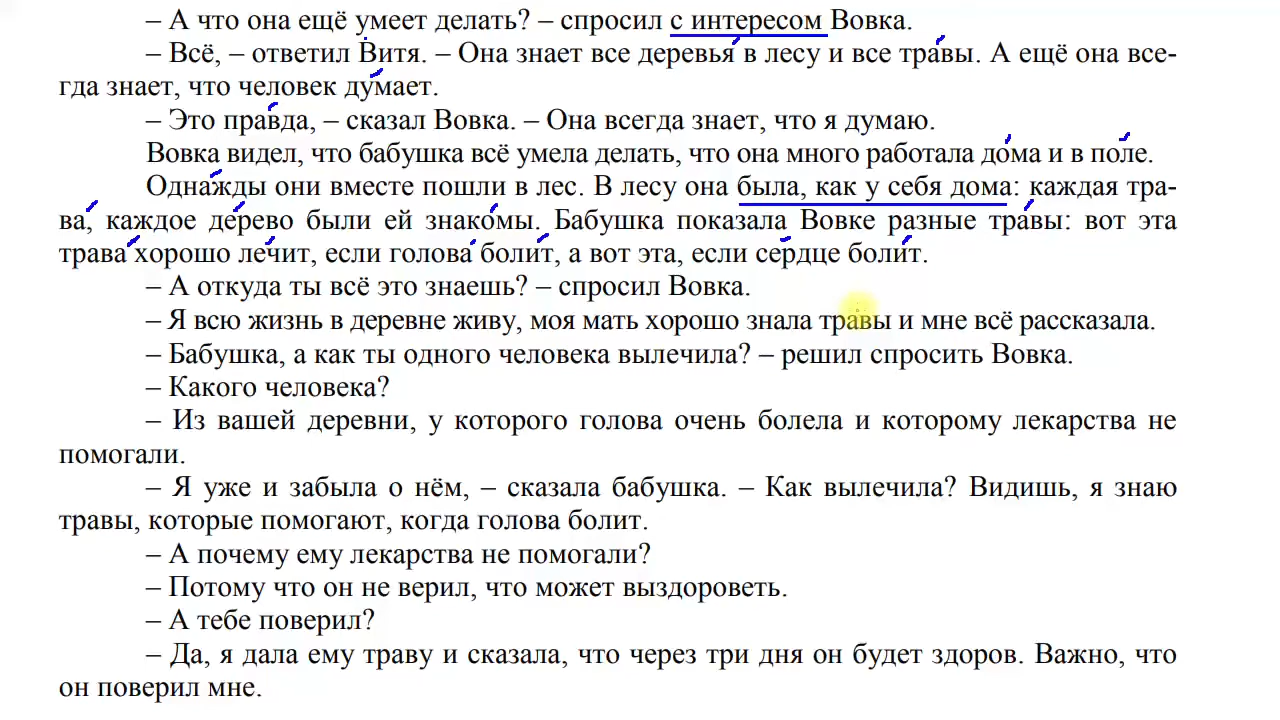 – А что она ещё умеет делать? – спросил с интересом Вовка.
– Всё, – ответил Витя. – Она знает все деревья в лесу и все травы. А ещё она все-
гда знает, что человек думает.
– Это правда, – сказал Вовка. – Она всегда знает, что я думаю.
Вовка видел, что бабушка всё умела делать, что она много работала дома и в поле.
Однажды они вместе пошли в лес. В лесу она была, как у себя дома: каждая тра-
ва, каждое дерево были ей знакомы. Бабушка показала Вовке разные травы: вот эта
трава хорошо лечит, если голова болит, а вот эта, если сердце болит.
– А откуда ты всё это знаешь? – спросил Вовка.
– Я всю жизнь в деревне живу, моя мать хорошо знала травы и мне всё рассказала.
– Бабушка, а как ты одного человека вылечила? – решил спросить Вовка.
– Какого человека?
– Из вашей деревни, у которого голова очень болела и которому лекарства не
помогали.
– Я уже и забыла о нём, – сказала бабушка. – Как вылечила? Видишь, я знаю
травы, которые помогают, когда голова болит.
– А почему ему лекарства не помогали?
– Потому что он не верил, что может выздороветь.
– А тебе поверил?
– Да, я дала ему траву и сказала, что через три дня он будет здоров. Важно, что
он поверил мне.